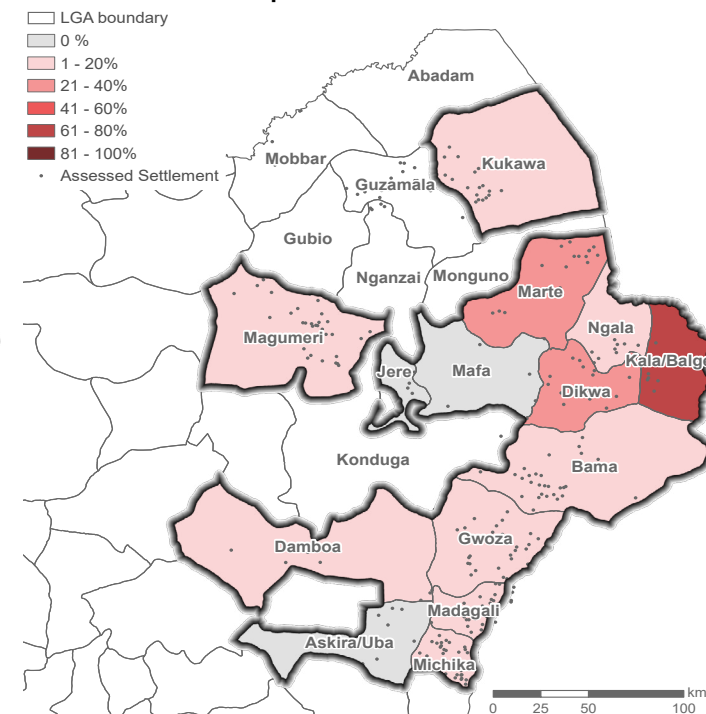 LGA boundary
0 %
1 - 20%
21 - 40%
41 - 60%
61 - 80%
81 - 100%
Assessed Settlement
Abadam
Mobbar
Kukawa
Guzamala
Gubio
Nganzai
Monguno
Marte
Magumeri
Ngala
Jere
Mafa
Kala/Balge
Dikwa
Konduga
Bama
Damboa
Gwoza
Madagali
Askira/Uba
Michika
km
0 25 50 100